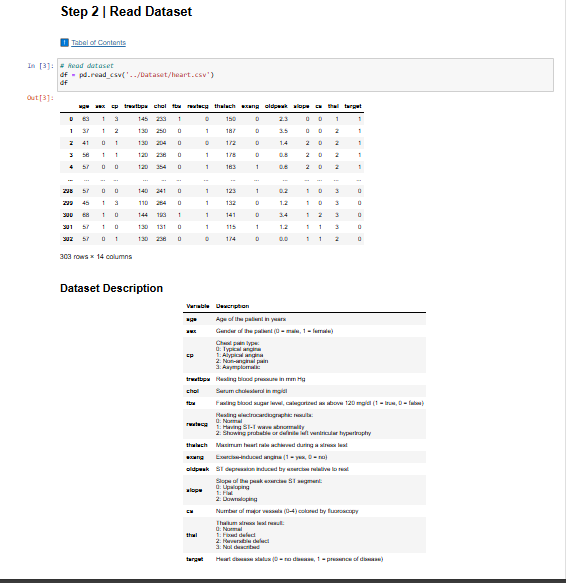 Step 2 | Read Dataset
Tabel of Contents
In [3]: # Read dataset
df = pd.read_csv('../Dataset/heart.csv')
df
Out[3]:
age sex cp trestbps chol fbs restecg thalach exang oldpeak slope ca thal target
0 63 1 3 145 233 1 0 150 0 2.3 0 0 1 1
1 37 1 2 130 250 0 1 187 0 3.5 0 0 2 1
2 41 0 1 130 204 0 0 172 0 1.4 2 0 2 1
3 56 1 1 120 236 0 1 178 0 0.8 2 0 2 1
4 57 0 0 120 354 0 1 163 1 0.6 2 0 2 1
... ... ... ... ... ... ... ... ... ... ... ... ... ... ...
298 57 0 0 140 241 0 1 123 1 0.2 1 0 3 0
299 45 1 3 110 264 0 1 132 0 1.2 1 0 3 0
300 68 1 0 144 193 1 1 141 0 3.4 1 2 3 0
301 57 1 0 130 131 0 1 115 1 1.2 1 1 3 0
302 57 0 1 130 236 0 0 174 0 0.0 1 1 2 0
303 rows × 14 columns
Dataset Description
Variable Description
age Age of the patient in years
sex Gender of the patient (0 = male, 1 = female)
cp Chest pain type:
0: Typical angina
1: Atypical angina
2: Non-anginal pain
3: Asymptomatic
trestbps Resting blood pressure in mm Hg
chol Serum cholesterol in mg/dl
fbs Fasting blood sugar level, categorized as above 120 mg/dl (1 = true, 0 = false)
restecg Resting electrocardiographic results:
0: Normal
1: Having ST-T wave abnormality
2: Showing probable or definite left ventricular hypertrophy
thalach Maximum heart rate achieved during a stress test
exang Exercise-induced angina (1 = yes, 0 = no)
oldpeak ST depression induced by exercise relative to rest
slope Slope of the peak exercise ST segment:
0: Upsloping
1: Flat
2: Downsloping
ca Number of major vessels (0-4) colored by fluoroscopy
thal Thalium stress test result:
0: Normal
1: Fixed defect
2: Reversible defect
3: Not described
target Heart disease status (0 = no disease, 1 = presence of disease)